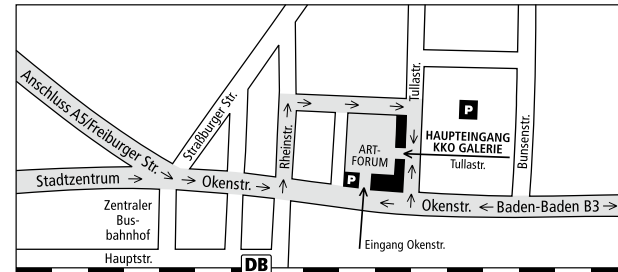 Anschluss A5/Freiburger Str.
Straßburger Str.
Tullastr.
P
HAUPTEINGANG
KKO GALERIE
Tullastr.
Bunsenstr.
Rheinstr.
ART-
FORUM
P
Stadtzentrum → Okenstr. →
← Okenstr. ← Baden-Baden B3 →
Zentraler
Bus-
bahnhof
Eingang Okenstr.
Hauptstr.
DB